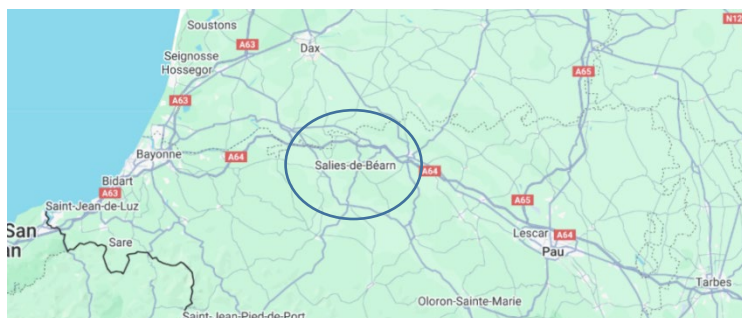 Soustons
N12
A63
Dax
Seignosse
Hossegor
A65
A63
Bayonne
A64
Salies-de-Béarn
A64
Bidart
A63
Saint-Jean-de-Luz
A65
San
an
Sare
Lescar
A64
Pau
Tarbes
Oloron-Sainte-Marie
Saint-Jean-Pied-de-Port